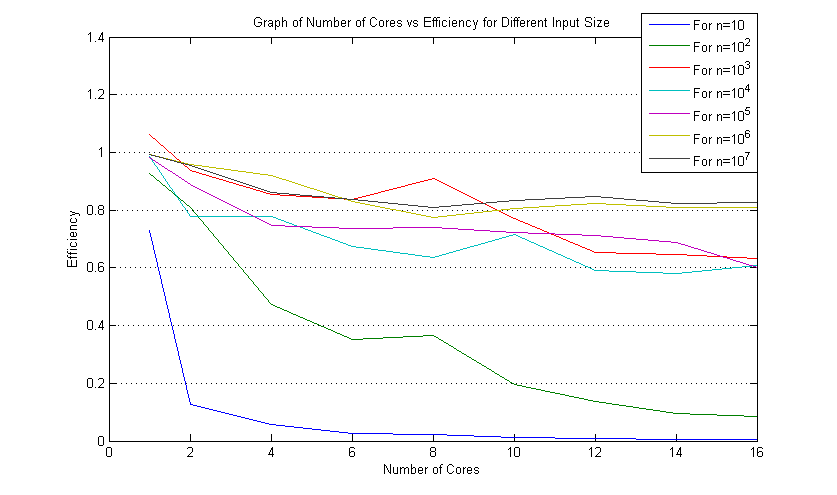 Graph of Number of Cores vs Efficiency for Different Input Size
For n=10
For n=10^2
For n=10^3
For n=10^4
For n=10^5
For n=10^6
For n=10^7
1.4
1.2
1
0.8
0.6
0.4
0.2
0
Efficiency
0 2 4 6 8 10 12 14 16
Number of Cores